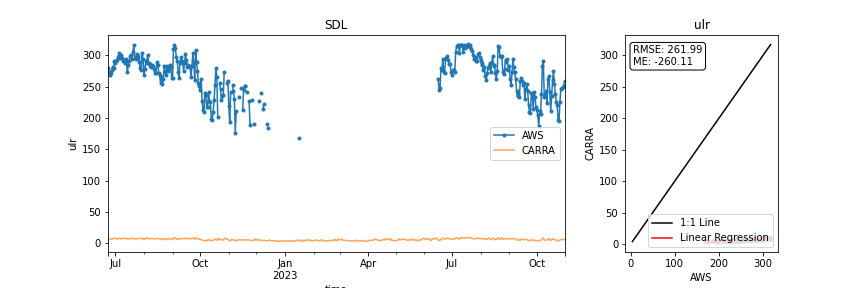 SDL
ulr
300
250
200
150
100
50
0
ulr
AWS
CARRA
Jul
Oct
Jan
2023
Apr
Jul
Oct
time
ulr
RMSE: 261.99
ME: -260.11
300
250
200
150
100
50
0
CARRA
1:1 Line
Linear Regression
0
100
200
300
AWS